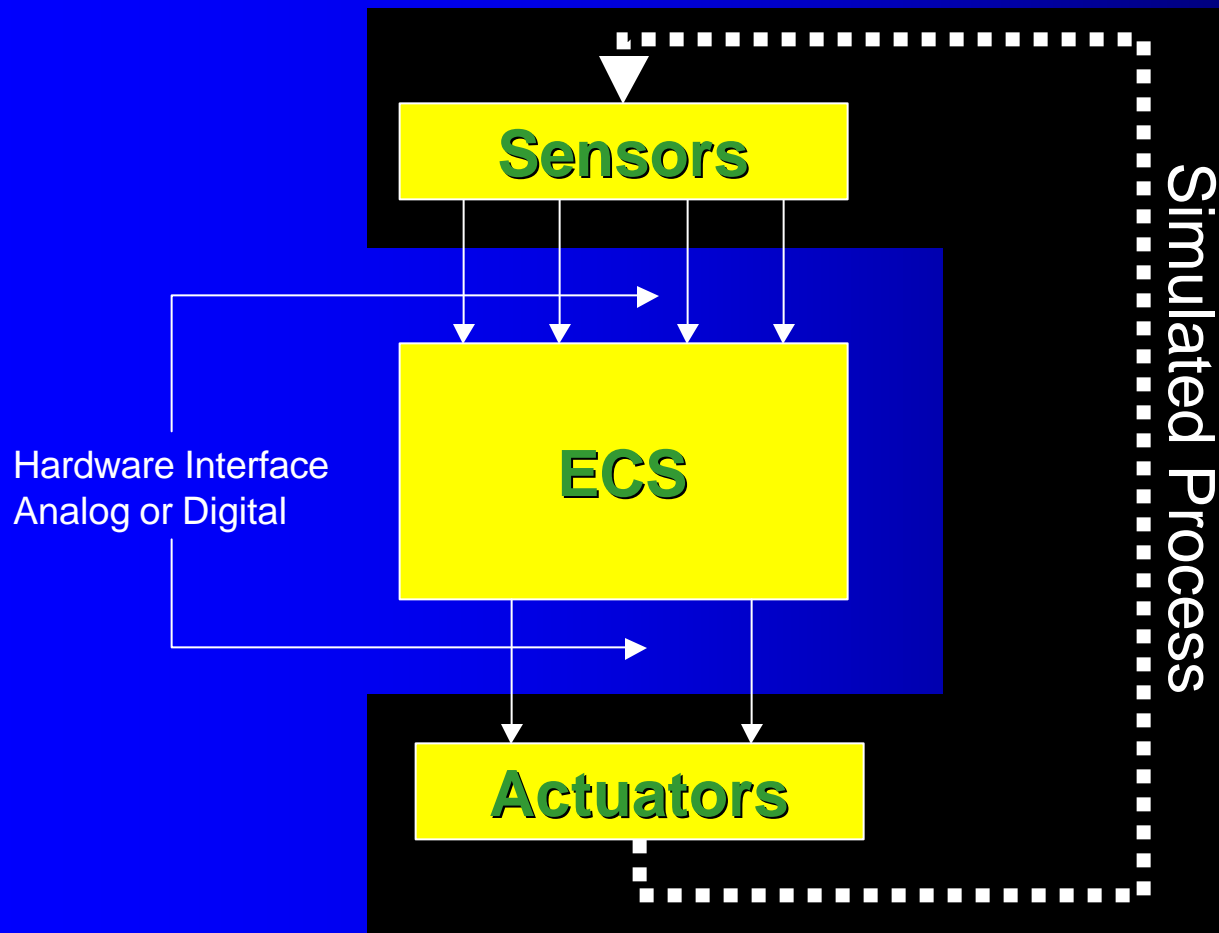 Sensors
Simulated Process
Hardware Interface
Analog or Digital
ECS
Actuators